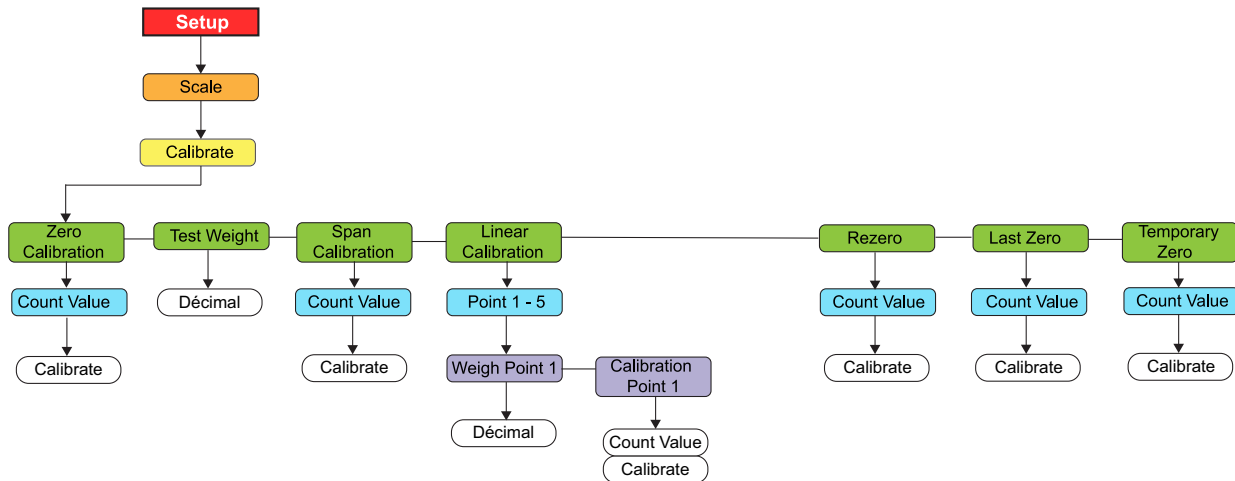 Setup
Scale
Calibrate
Zero
Calibration
Test Weight
Span
Calibration
Linear
Calibration
Rezero
Last Zero
Temporary
Zero
Count Value
Décimal
Count Value
Point 1 - 5
Count Value
Count Value
Count Value
Calibrate
Calibrate
Weigh Point 1
Calibration
Point 1
Calibrate
Calibrate
Calibrate
Décimal
Count Value
Calibrate